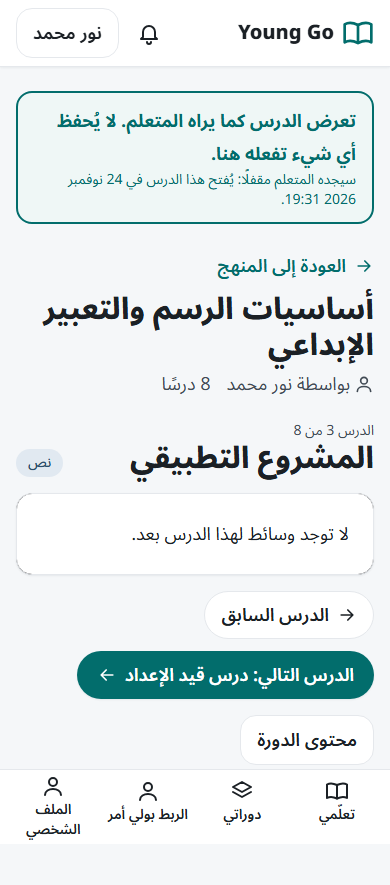 Young Go
نور محمد
تعرض الدرس كما يراه المتعلم. لا يُحفظ
أي شيء تفعله هنا.
سيجده المتعلم مقفلًا: يُفتح هذا الدرس في 24 نوفمبر
2026 19:31.
العودة إلى المنهج
أساسيات الرسم والتعبير
الإبداعي
بواسطة نور محمد
8 درسًا
الدرس 3 من 8
المشروع التطبيقي
نص
لا توجد وسائط لهذا الدرس بعد.
الدرس السابق
الدرس التالي: درس قيد الإعداد
محتوى الدورة
تعلّمي
دوراتي
الربط بولي أمر
الملف
الشخصي